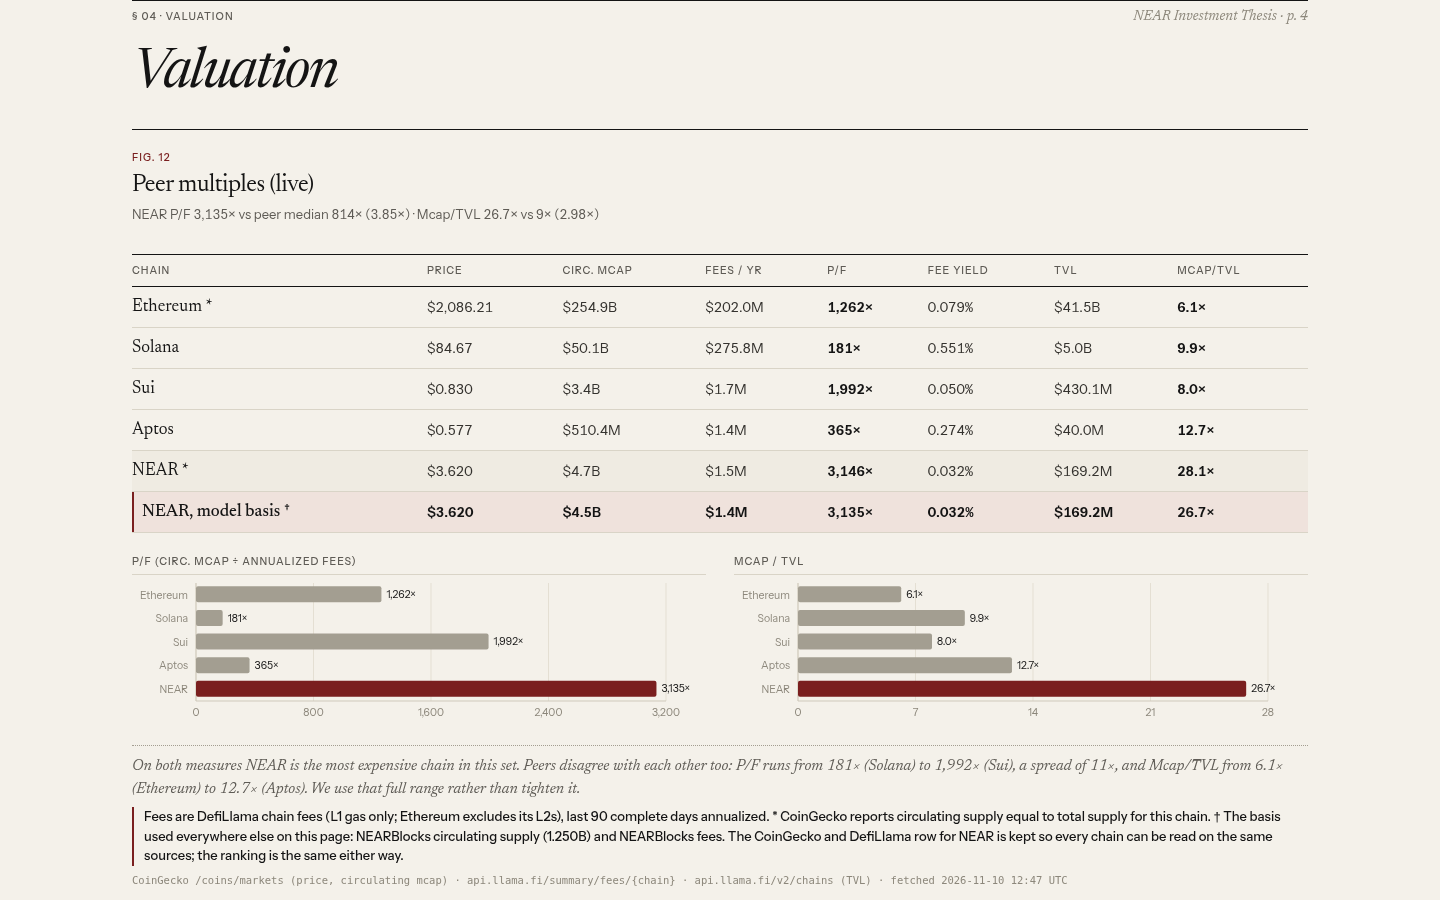 § 04 · VALUATION
NEAR Investment Thesis · p. 4
Valuation
FIG. 12
Peer multiples (live)
NEAR P/F 3,135× vs peer median 814× (3.85×) · Mcap/TVL 26.7× vs 9× (2.98×)
CHAIN PRICE CIRC. MCAP FEES / YR P/F FEE YIELD TVL MCAP/TVL
Ethereum * $2,086.21 $254.9B $202.0M 1,262× 0.079% $41.5B 6.1×
Solana $84.67 $50.1B $275.8M 181× 0.551% $5.0B 9.9×
Sui $0.830 $3.4B $1.7M 1,992× 0.050% $430.1M 8.0×
Aptos $0.577 $510.4M $1.4M 365× 0.274% $40.0M 12.7×
NEAR * $3.620 $4.7B $1.5M 3,146× 0.032% $169.2M 28.1×
NEAR, model basis † $3.620 $4.5B $1.4M 3,135× 0.032% $169.2M 26.7×
P/F (CIRC. MCAP ÷ ANNUALIZED FEES)
Ethereum 1,262×
Solana 181×
Sui 1,992×
Aptos 365×
NEAR 3,135×
0 800 1,600 2,400 3,200
MCAP / TVL
Ethereum 6.1×
Solana 9.9×
Sui 8.0×
Aptos 12.7×
NEAR 26.7×
0 7 14 21 28
On both measures NEAR is the most expensive chain in this set. Peers disagree with each other too: P/F runs from 181× (Solana) to 1,992× (Sui), a spread of 11×, and Mcap/TVL from 6.1×
(Ethereum) to 12.7× (Aptos). We use that full range rather than tighten it.
Fees are DefiLlama chain fees (L1 gas only; Ethereum excludes its L2s), last 90 complete days annualized. * CoinGecko reports circulating supply equal to total supply for this chain. † The basis
used everywhere else on this page: NEARBlocks circulating supply (1.250B) and NEARBlocks fees. The CoinGecko and DefiLlama row for NEAR is kept so every chain can be read on the same
sources; the ranking is the same either way.
CoinGecko /coins/markets (price, circulating mcap) · api.llama.fi/summary/fees/{chain} · api.llama.fi/v2/chains (TVL) · fetched 2026-11-10 12:47 UTC